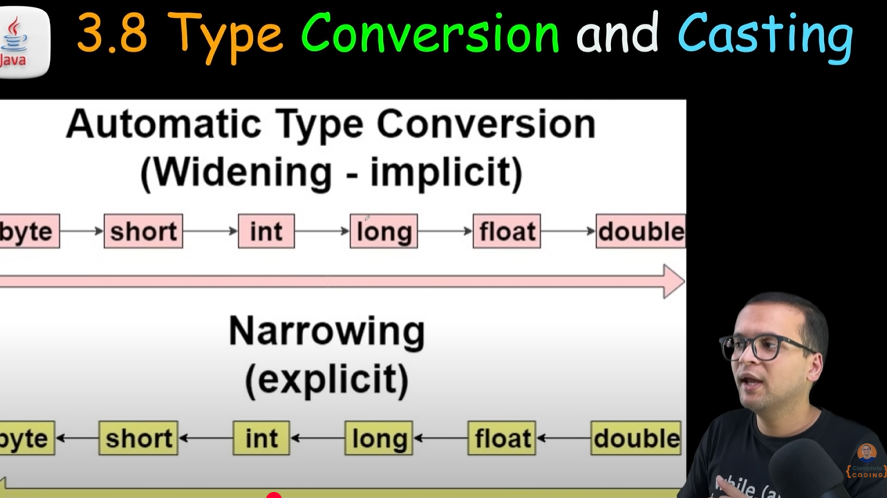 3.8 Type Conversion and Casting
Java
Automatic Type Conversion
(Widening - implicit)
byte short int long float double
Narrowing
(explicit)
byte short int long float double
CODING